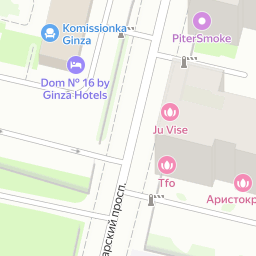 Komissionka
Ginza
PiterSmoke
Dom № 16 by
Ginza Hotels
Ju Vise
Tfo
Аристокр
арский просп.